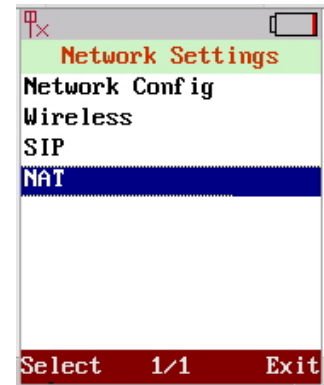 Network Settings
Network Config
Wireless
SIP
NAT
Select 1/1 Exit